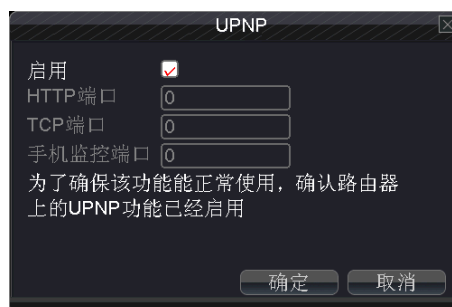 UPNP
启用
HTTP端口 0
TCP端口 0
手机监控端口 0
为了确保该功能能正常使用，确认路由器
上的UPNP功能已经启用
确定 取消